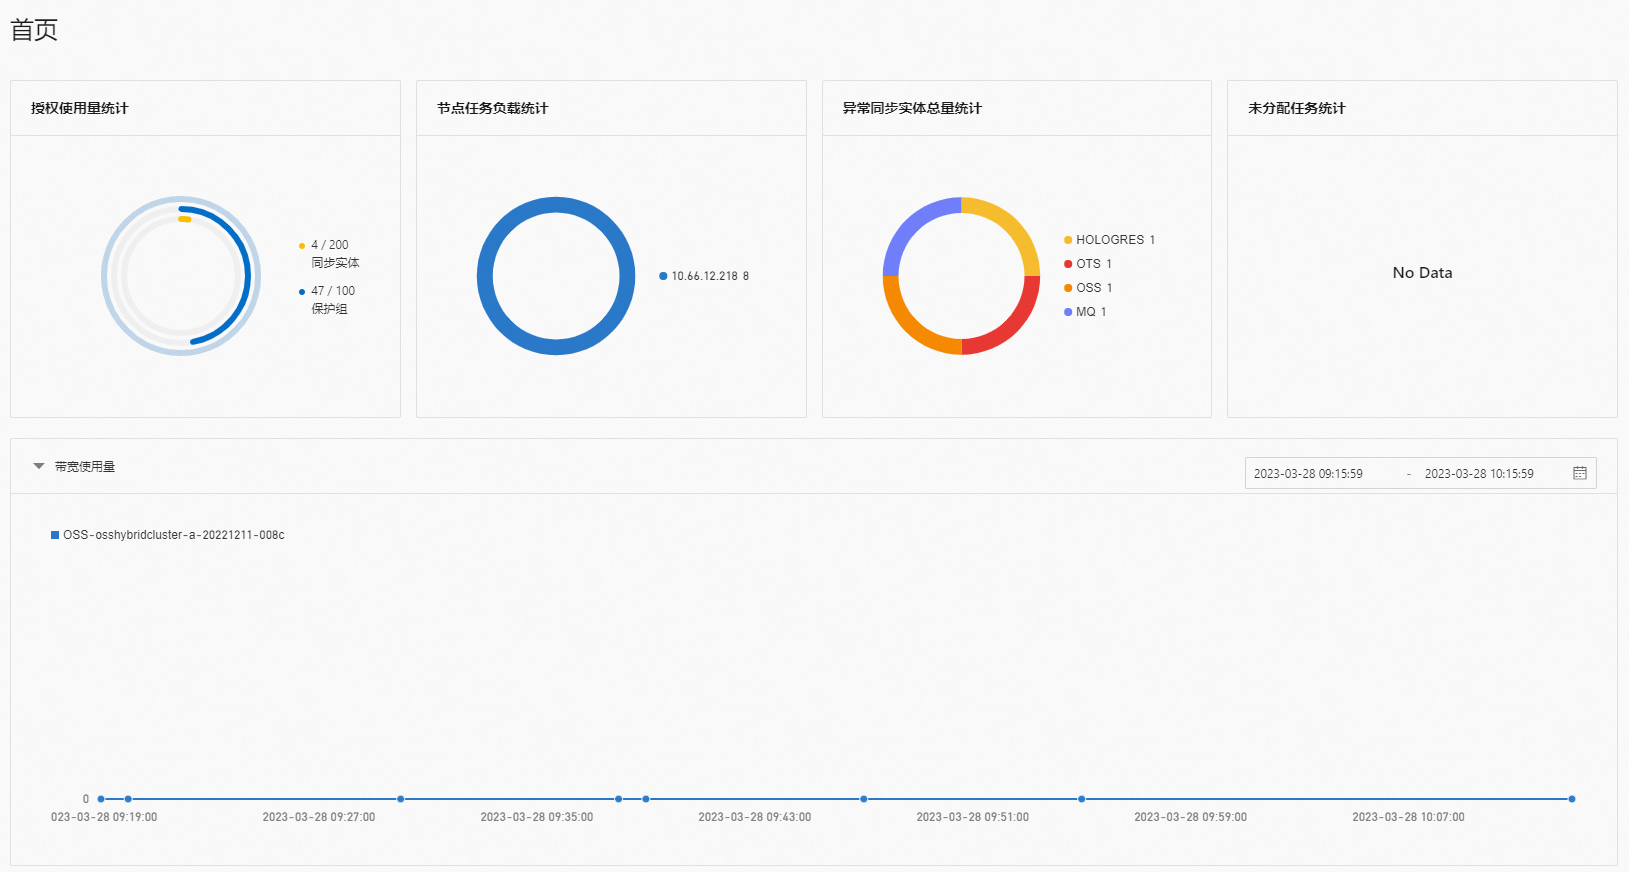 首页
授权使用量统计
4 / 200
同步实体
47 / 100
保护组
节点任务负载统计
10.66.12.218 8
异常同步实体总量统计
HOLOGRES 1
OTS 1
OSS 1
MQ 1
未分配任务统计
No Data
带宽使用量
2023-03-28 09:15:59 - 2023-03-28 10:15:59
OSS-osshybridcluster-a-20221211-008c
0
023-03-28 09:19:00 2023-03-28 09:27:00 2023-03-28 09:35:00 2023-03-28 09:43:00 2023-03-28 09:51:00 2023-03-28 09:59:00 2023-03-28 10:07:00